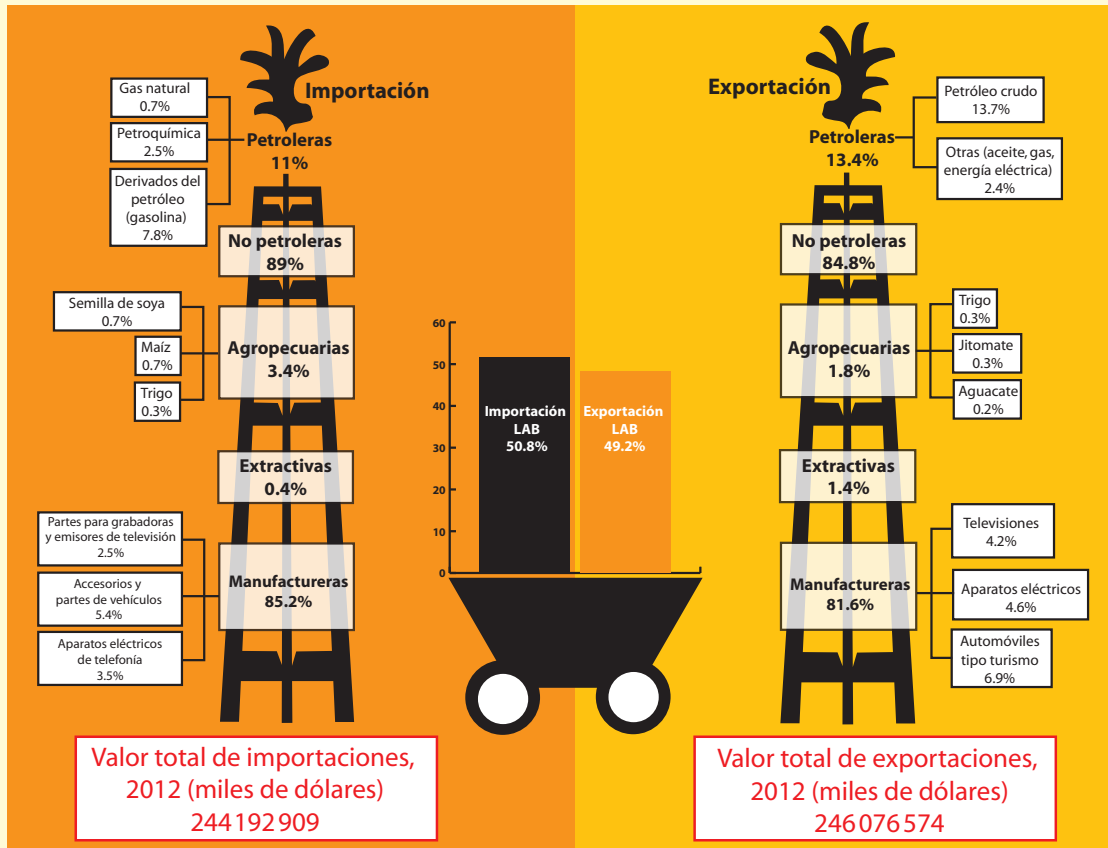 Importación
Gas natural
0.7%
Petroquímica
2.5%
Derivados del
petróleo
(gasolina)
7.8%
Petroleras
11%
No petroleras
89%
Semilla de soya
0.7%
Maíz
0.7%
Trigo
0.3%
Agropecuarias
3.4%
Extractivas
0.4%
Partes para grabadoras
y emisores de televisión
2.5%
Accesorios y
partes de vehículos
5.4%
Aparatos eléctricos
de telefonía
3.5%
Manufactureras
85.2%
Valor total de importaciones,
2012 (miles de dólares)
244 192 909
60
50
40
30
20
10
0
Importación
LAB
50.8%
Exportación
LAB
49.2%
Exportación
Petroleras
13.4%
Petróleo crudo
13.7%
Otras (aceite, gas,
energía eléctrica)
2.4%
No petroleras
84.8%
Agropecuarias
1.8%
Trigo
0.3%
Jitomate
0.3%
Aguacate
0.2%
Extractivas
1.4%
Manufactureras
81.6%
Televisiones
4.2%
Aparatos eléctricos
4.6%
Automóviles
tipo turismo
6.9%
Valor total de exportaciones,
2012 (miles de dólares)
246 076 574